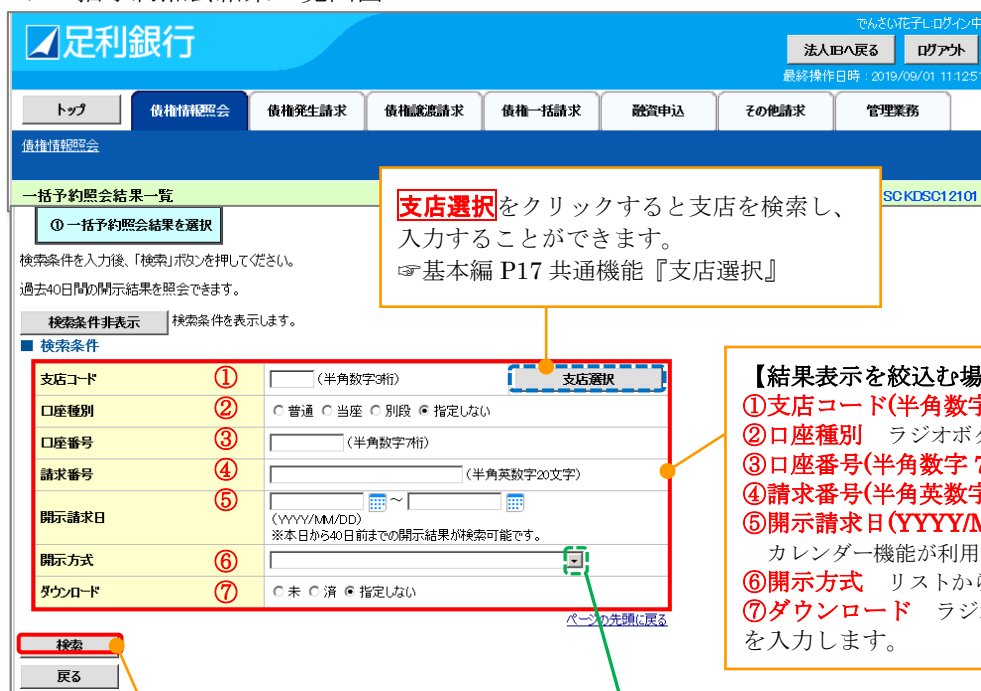 足利銀行
でんさい花子L:ログイン中
法人IBへ戻る ログアウト
最終操作日時：2019/09/01 11:12:51
トップ 債権情報照会 債権発生請求 債権譲渡請求 債権一括請求 融資申込 その他請求 管理業務
債権情報照会
一括予約照会結果一覧 SCKDSC12101
① 一括予約照会結果を選択
支店選択をクリックすると支店を検索し、
入力することができます。
☞基本編 P17 共通機能『支店選択』
検索条件を入力後、「検索」ボタンを押してください。
過去40日間の開示結果を照会できます。
検索条件非表示 検索条件を表示します。
■ 検索条件
支店コード ① (半角数字3桁) 支店選択
口座種別 ② 普通 当座 別段 指定しない
口座番号 ③ (半角数字7桁)
請求番号 ④ (半角英数字20文字)
開示請求日 ⑤ ～
(YYYY/MM/DD)
※本日から40日前までの開示結果が検索可能です。
開示方式 ⑥
ダウンロード ⑦ 未 済 指定しない
ページの先頭に戻る
検索
戻る
【結果表示を絞込む場
①支店コード(半角数字
②口座種別 ラジオボタ
③口座番号(半角数字 7
④請求番号(半角英数字
⑤開示請求日(YYYY/M
カレンダー機能が利用
⑥開示方式 リストから
⑦ダウンロード ラジ
を入力します。